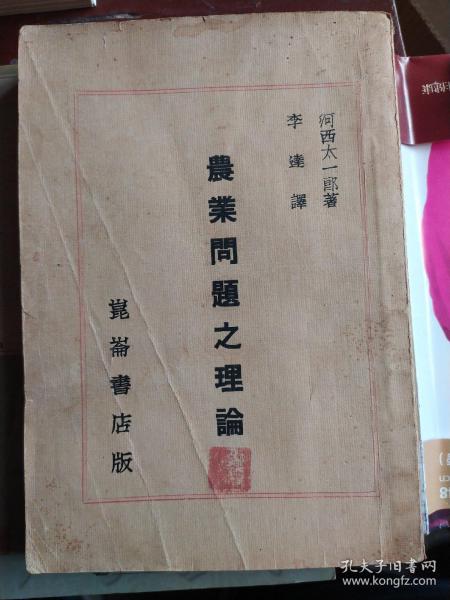 河西太一郎著
李達譯
農業問題之理論
崑崙書店版
孔夫子旧书网
www.kongfz.com